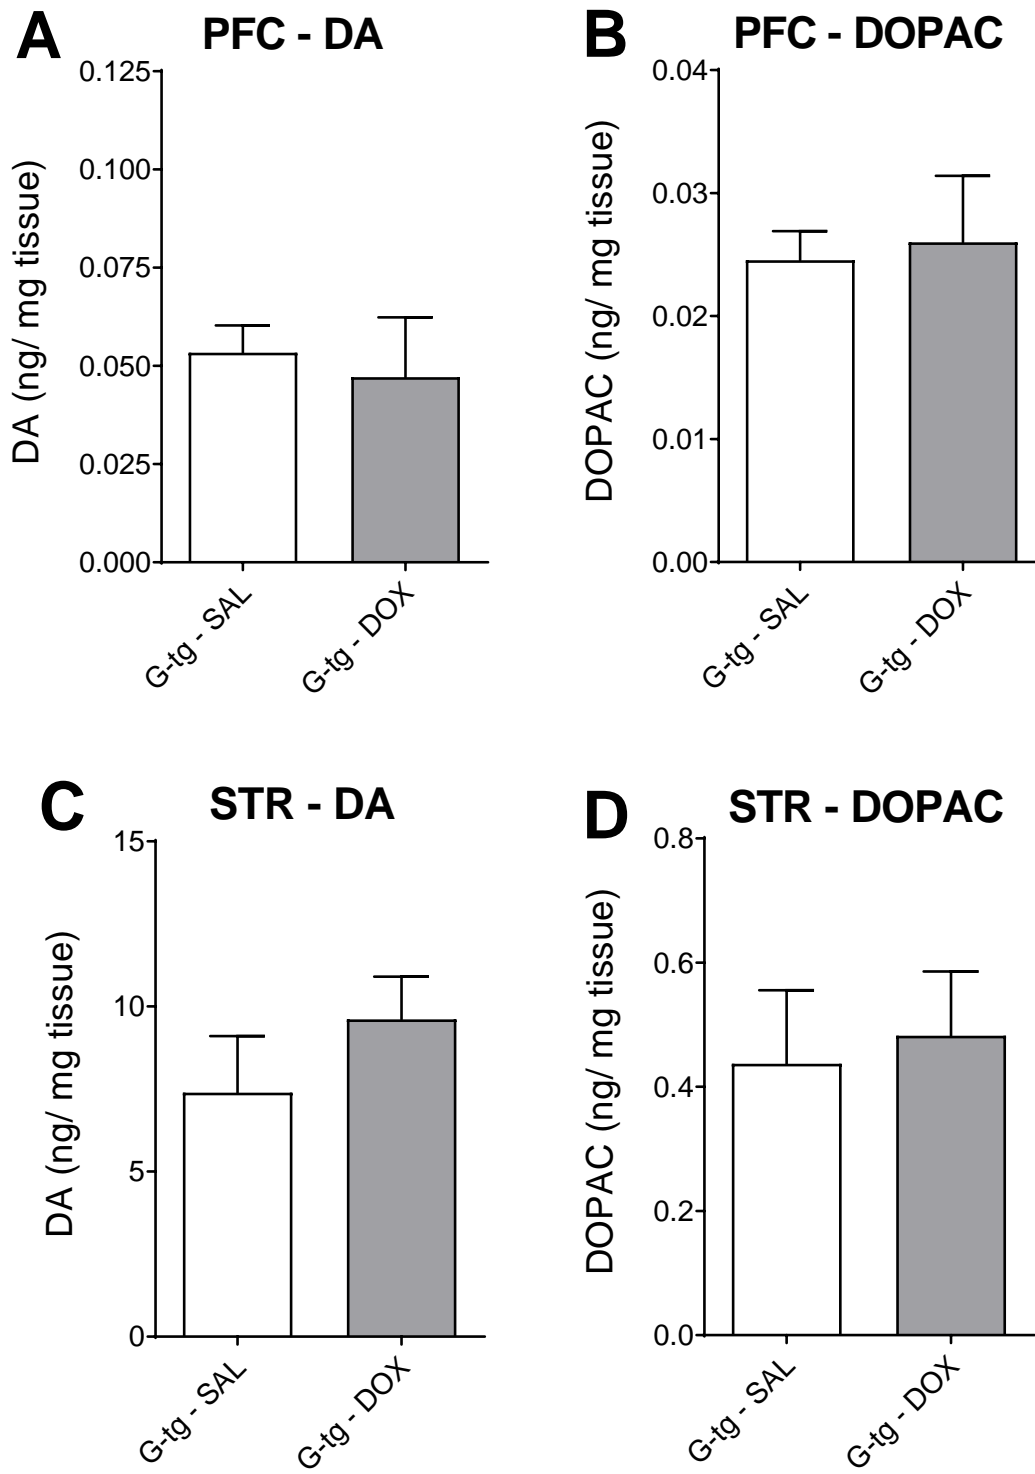 A
PFC - DA
DA (ng/ mg tissue)
0.125
0.100
0.075
0.050
0.025
0.000
G-tg - SAL
G-tg - DOX
B
PFC - DOPAC
DOPAC (ng/ mg tissue)
0.04
0.03
0.02
0.01
0.00
G-tg - SAL
G-tg - DOX
C
STR - DA
DA (ng/ mg tissue)
15
10
5
0
G-tg - SAL
G-tg - DOX
D
STR - DOPAC
DOPAC (ng/ mg tissue)
0.8
0.6
0.4
0.2
0.0
G-tg - SAL
G-tg - DOX